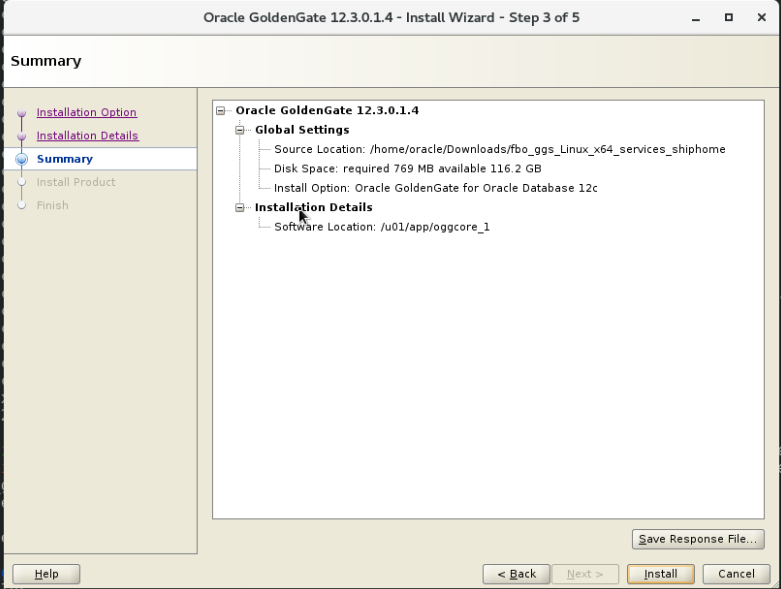 Oracle GoldenGate 12.3.0.1.4 - Install Wizard - Step 3 of 5
Summary
Installation Option
Installation Details
Summary
Install Product
Finish
Oracle GoldenGate 12.3.0.1.4
Global Settings
Source Location: /home/oracle/Downloads/fbo_ggs_Linux_x64_services_shiphome
Disk Space: required 769 MB available 116.2 GB
Install Option: Oracle GoldenGate for Oracle Database 12c
Installation Details
Software Location: /u01/app/oggcore_1
Save Response File...
Help
< Back
Next >
Install
Cancel